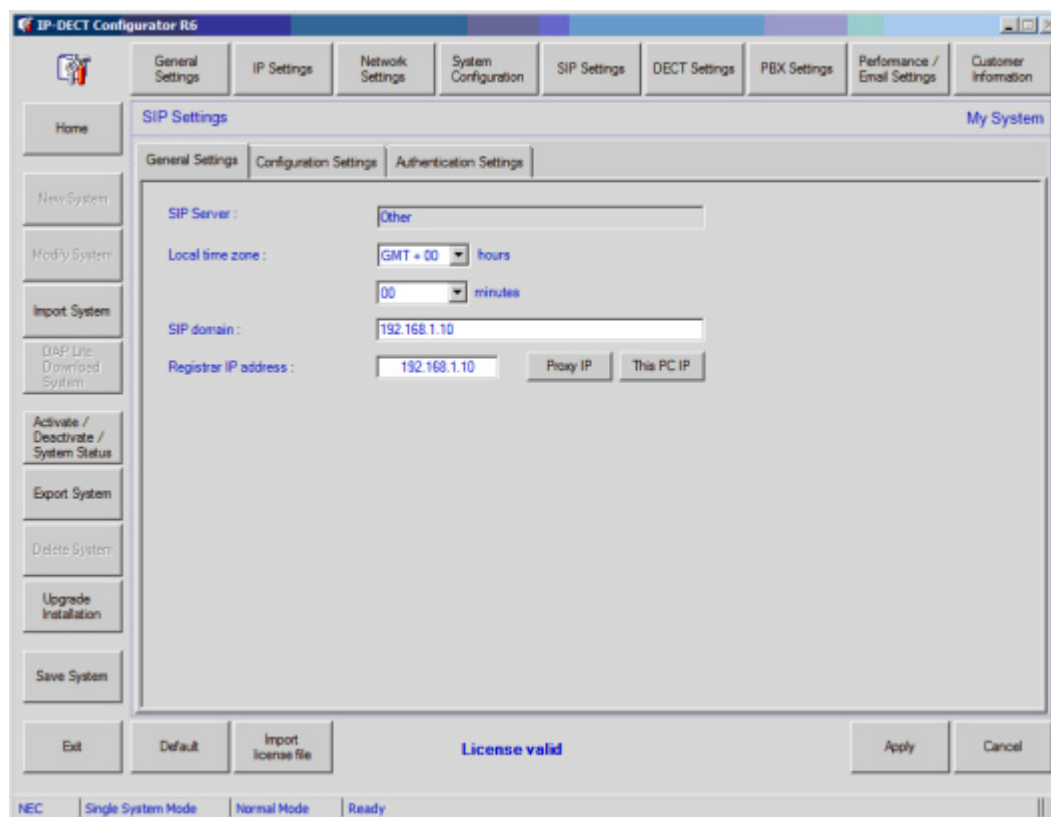 IP-DECT Configurator R6
General Settings
IP Settings
Network Settings
System Configuration
SIP Settings
DECT Settings
PBX Settings
Performance / Email Settings
Customer Information
Home
SIP Settings
My System
General Settings
Configuration Settings
Authentication Settings
New System
Modify System
Import System
DAP Lite Download System
Activate / Deactivate / System Status
Export System
Delete System
Upgrade Installation
Save System
SIP Server :
Other
Local time zone :
GMT + 00
hours
00
minutes
SIP domain :
192.168.1.10
Registrar IP address :
192.168.1.10
Proxy IP
This PC IP
Exit
Default
Import license file
License valid
Apply
Cancel
NEC
Single System Mode
Normal Mode
Ready